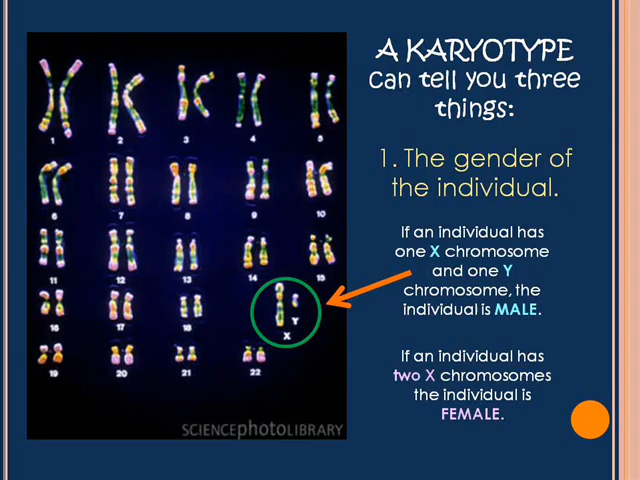 A KARYOTYPE
can tell you three
things:
1. The gender of
the individual.
If an individual has
one X chromosome
and one Y
chromosome, the
individual is MALE.
If an individual has
two X chromosomes
the individual is
FEMALE.
1 2 3 4 5
6 7 8 9 10
11 12 13 14 15
16 17 18 Y
X
19 20 21 22
SCIENCEphotoLIBRARY